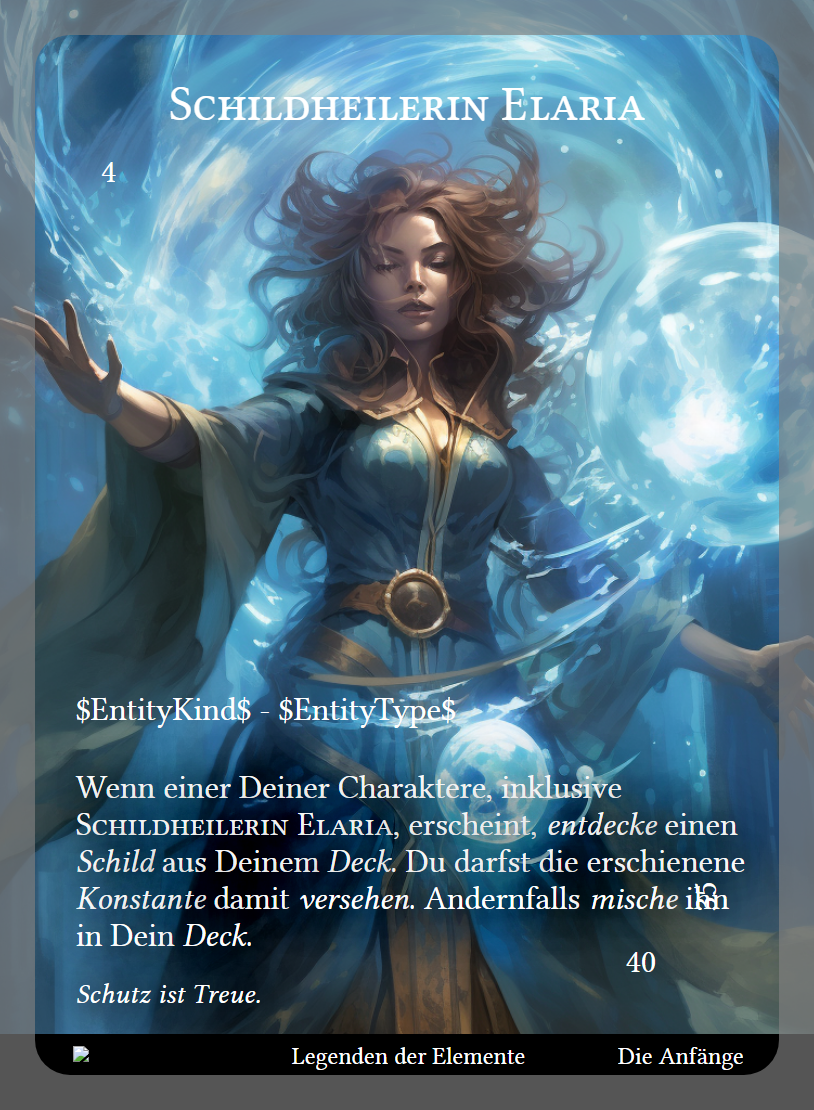 Schildheilerin Elaria
4
$EntityKind$ - $EntityType$
Wenn einer Deiner Charaktere, inklusive
Schildheilerin Elaria, erscheint, entdecke einen
Schild aus Deinem Deck. Du darfst die erschienene
Konstante damit versehen. Andernfalls mische ihn
in Dein Deck.
40
Schutz ist Treue.
Legenden der Elemente
Die Anfänge